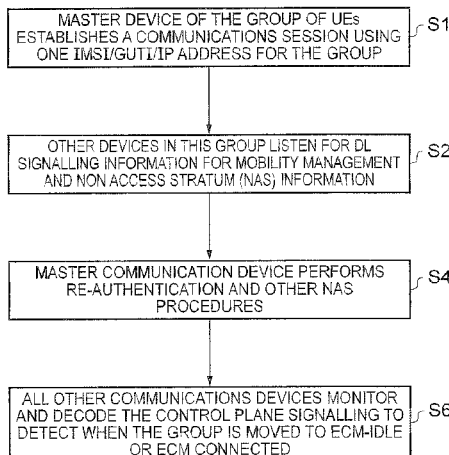 MASTER DEVICE OF THE GROUP OF UEs
ESTABLISHES A COMMUNICATIONS SESSION USING
ONE IMSI/GUTI/IP ADDRESS FOR THE GROUP
S1
OTHER DEVICES IN THIS GROUP LISTEN FOR DL
SIGNALLING INFORMATION FOR MOBILITY MANAGEMENT
AND NON ACCESS STRATUM (NAS) INFORMATION
S2
MASTER COMMUNICATION DEVICE PERFORMS
RE-AUTHENTICATION AND OTHER NAS
PROCEDURES
S4
ALL OTHER COMMUNICATIONS DEVICES MONITOR
AND DECODE THE CONTROL PLANE SIGNALLING TO
DETECT WHEN THE GROUP IS MOVED TO ECM-IDLE
OR ECM CONNECTED
S6